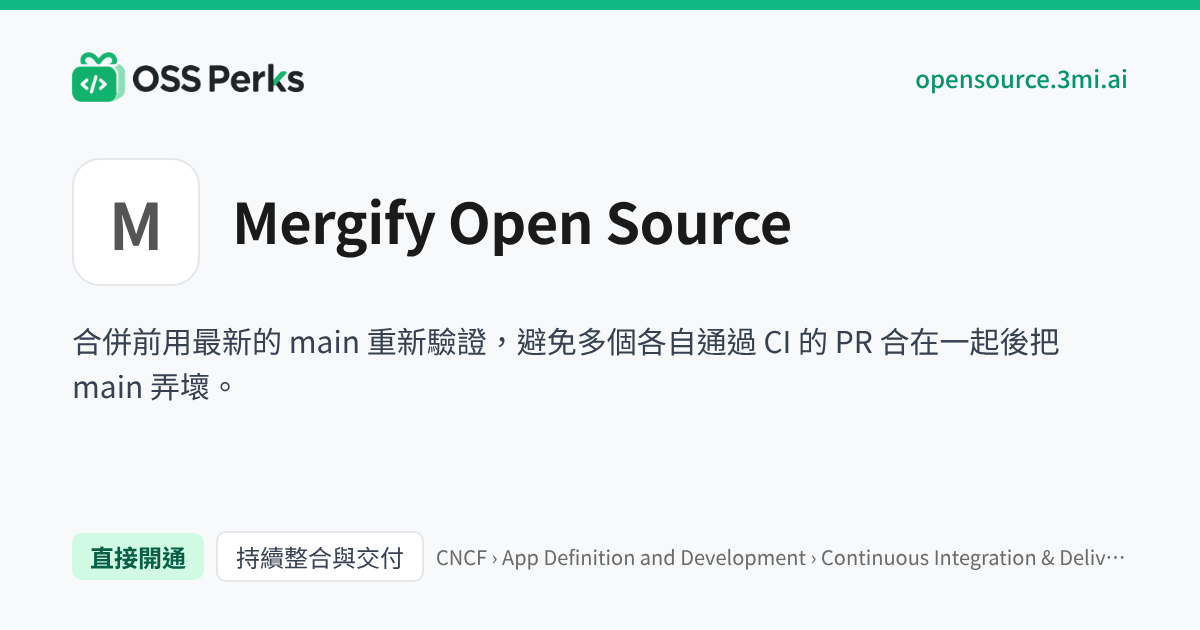 </> OSS Perks
opensource.3mi.ai
M
Mergify Open Source
合併前用最新的 main 重新驗證，避免多個各自通過 CI 的 PR 合在一起後把
main 弄壞。
直接開通
持續整合與交付
CNCF › App Definition and Development › Continuous Integration & Deliv⋯